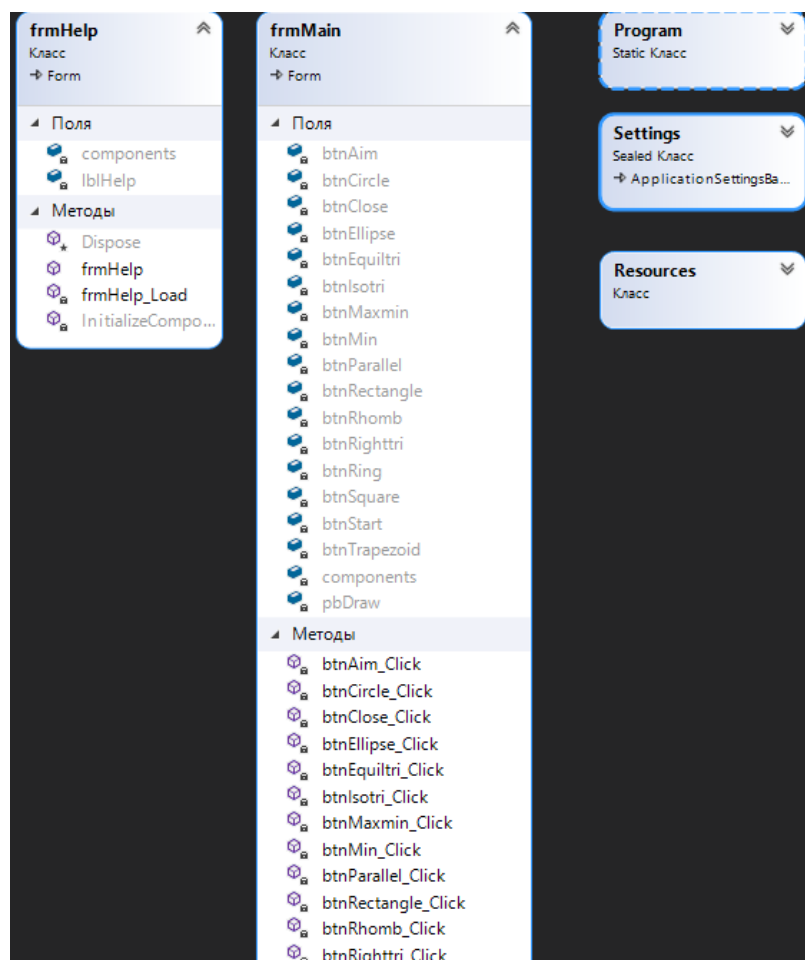 frmHelp
Класс
Form
Поля
components
lblHelp
Методы
Dispose
frmHelp
frmHelp_Load
InitializeCompo...
frmMain
Класс
Form
Поля
btnAim
btnCircle
btnClose
btnEllipse
btnEquiltri
btnIsotri
btnMaxmin
btnMin
btnParallel
btnRectangle
btnRhomb
btnRighttri
btnRing
btnSquare
btnStart
btnTrapezoid
components
pbDraw
Методы
btnAim_Click
btnCircle_Click
btnClose_Click
btnEllipse_Click
btnEquiltri_Click
btnIsotri_Click
btnMaxmin_Click
btnMin_Click
btnParallel_Click
btnRectangle_Click
btnRhomb_Click
btnRighttri_Click
Program
Static Класс
Settings
Sealed Класс
ApplicationSettingsBa...
Resources
Класс